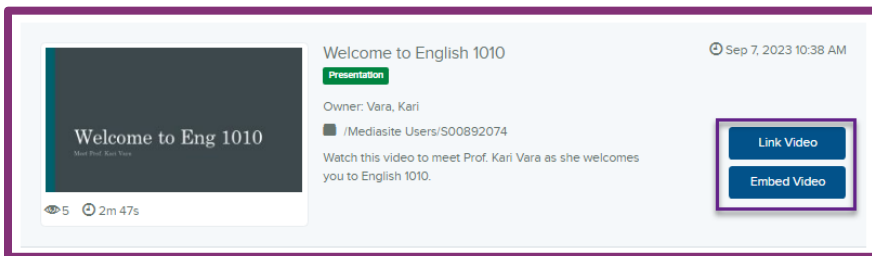 Welcome to English 1010
Sep 7, 2023 10:38 AM
Presentation
Owner: Vara, Kari
/Mediasite Users/S00892074
Watch this video to meet Prof. Kari Vara as she welcomes
you to English 1010.
Welcome to Eng 1010
Meet Prof. Kari Vara
5 2m 47s
Link Video
Embed Video